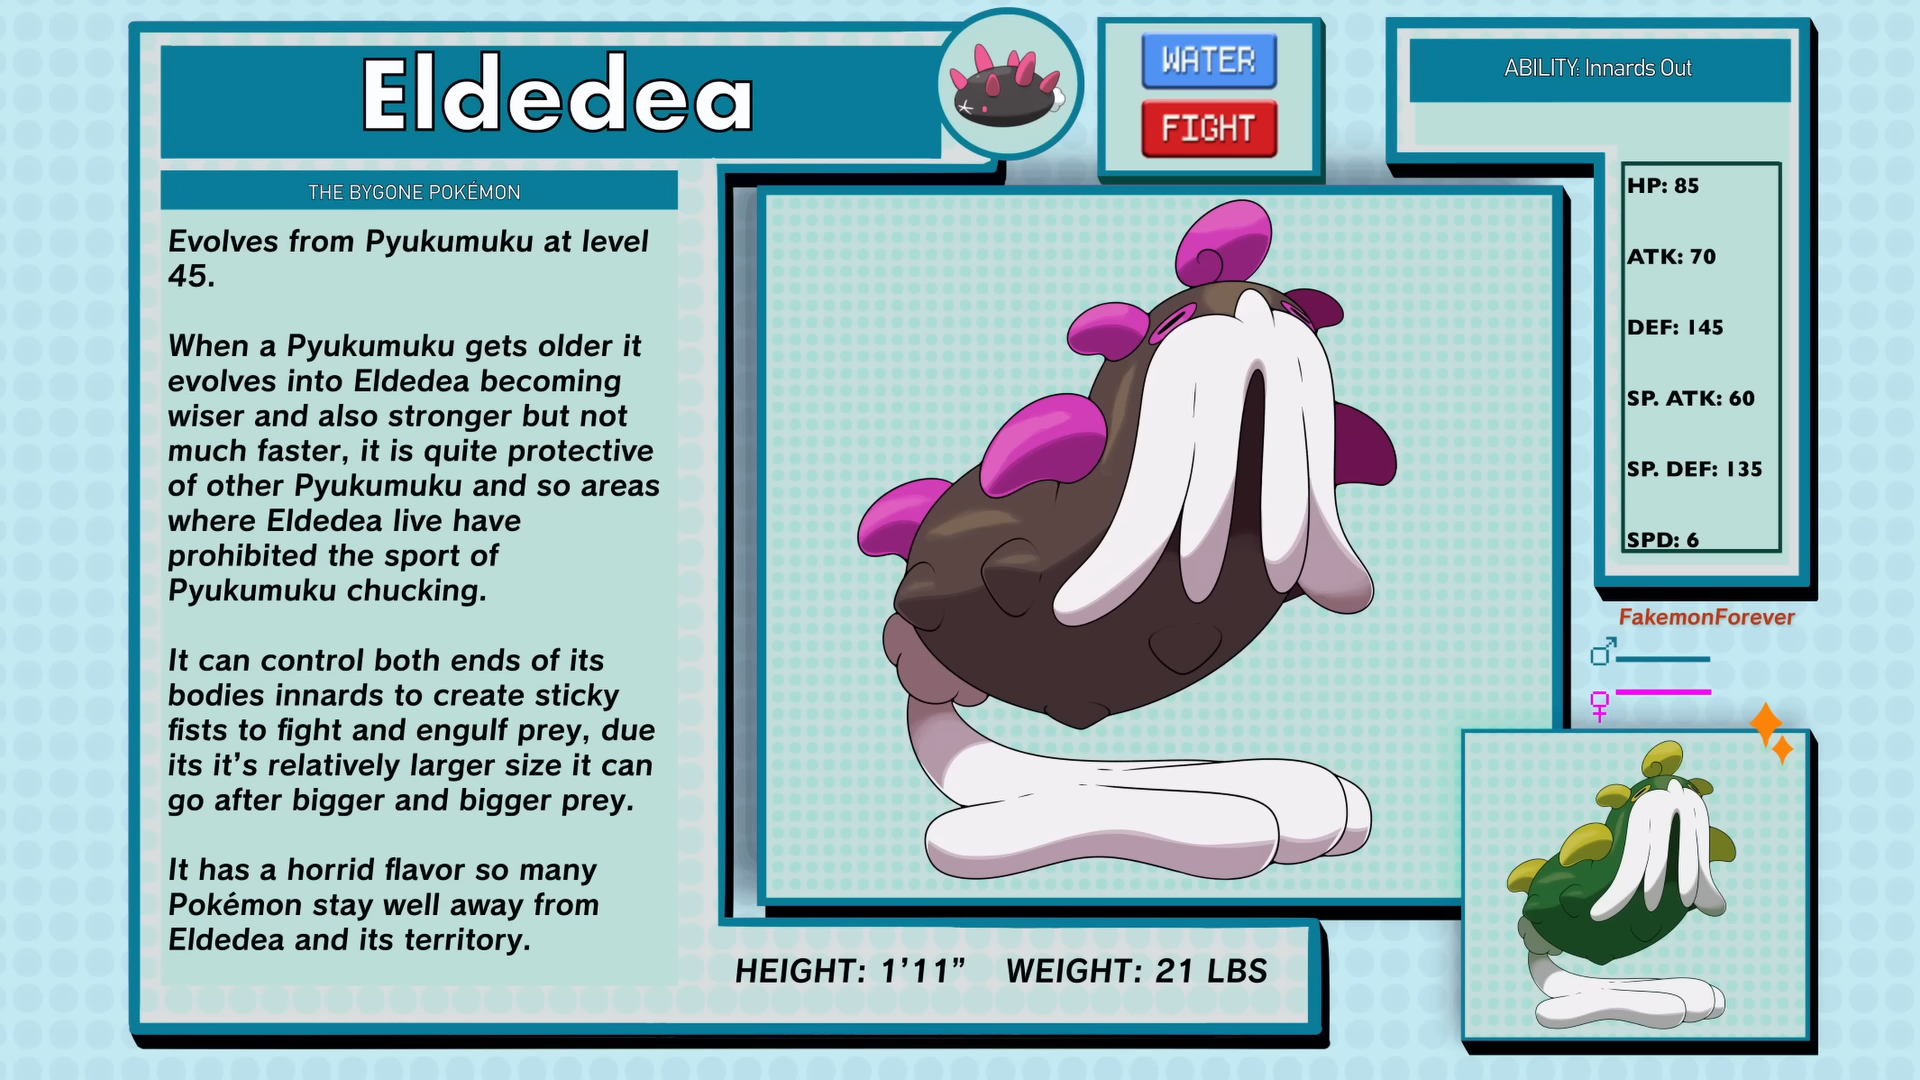 Eldedea
WATER
FIGHT
ABILITY: Innards Out
THE BYGONE POKÉMON
Evolves from Pyukumuku at level
45.
When a Pyukumuku gets older it
evolves into Eldedea becoming
wiser and also stronger but not
much faster, it is quite protective
of other Pyukumuku and so areas
where Eldedea live have
prohibited the sport of
Pyukumuku chucking.
It can control both ends of its
bodies innards to create sticky
fists to fight and engulf prey, due
its it’s relatively larger size it can
go after bigger and bigger prey.
It has a horrid flavor so many
Pokémon stay well away from
Eldedea and its territory.
HP: 85
ATK: 70
DEF: 145
SP. ATK: 60
SP. DEF: 135
SPD: 6
FakemonForever
HEIGHT: 1’11” WEIGHT: 21 LBS